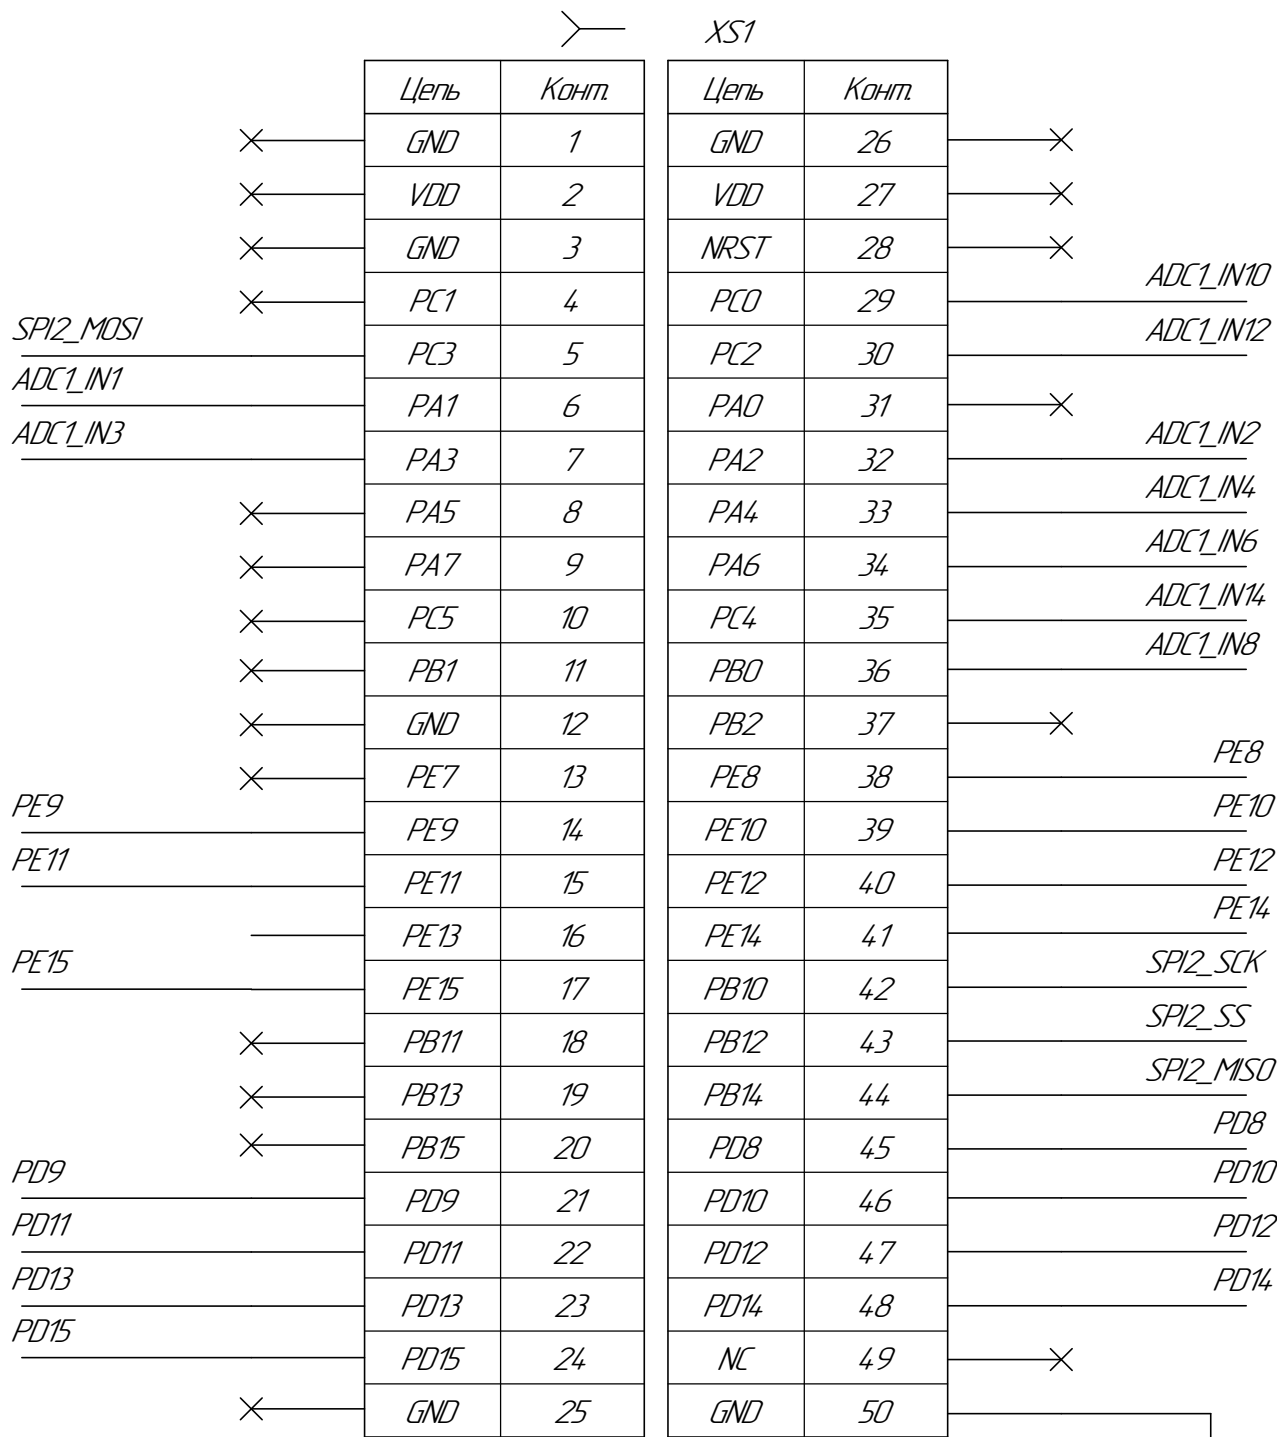 XS1
Цепь Конт. Цепь Конт.
GND 1 GND 26
VDD 2 VDD 27
GND 3 NRST 28
PC1 4 PC0 29 ADC1_IN10
SPI2_MOSI PC3 5 PC2 30 ADC1_IN12
ADC1_IN1 PA1 6 PA0 31
ADC1_IN3 PA3 7 PA2 32 ADC1_IN2
PA5 8 PA4 33 ADC1_IN4
PA7 9 PA6 34 ADC1_IN6
PC5 10 PC4 35 ADC1_IN14
PB1 11 PB0 36 ADC1_IN8
GND 12 PB2 37
PE7 13 PE8 38 PE8
PE9 PE9 14 PE10 39 PE10
PE11 PE11 15 PE12 40 PE12
PE13 16 PE14 41 PE14
PE15 PE15 17 PB10 42 SPI2_SCK
PB11 18 PB12 43 SPI2_SS
PB13 19 PB14 44 SPI2_MISO
PB15 20 PD8 45 PD8
PD9 PD9 21 PD10 46 PD10
PD11 PD11 22 PD12 47 PD12
PD13 PD13 23 PD14 48 PD14
PD15 PD15 24 NC 49
GND 25 GND 50